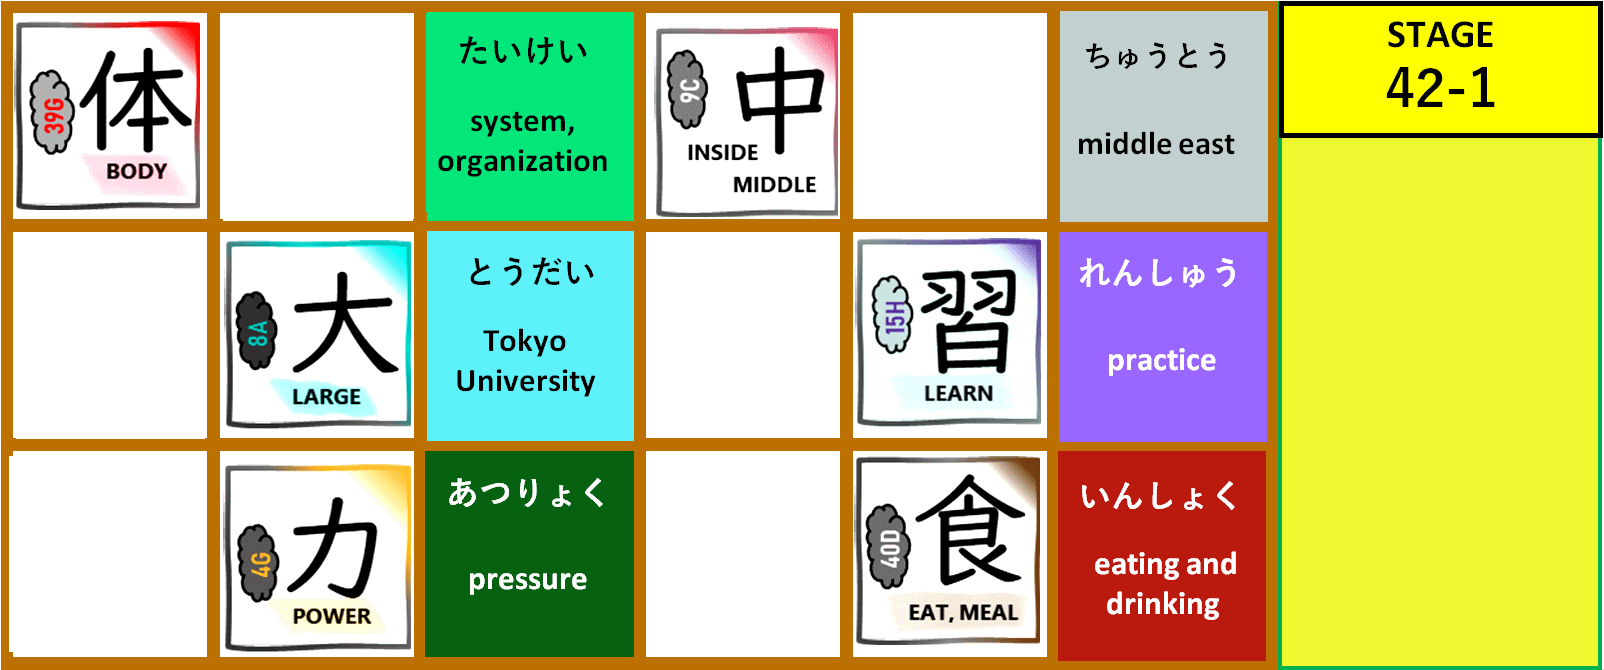 39G
体
BODY
たいけい
system,
organization
9C
中
INSIDE
MIDDLE
ちゅうとう
middle east
STAGE
42-1
8A
大
LARGE
とうだい
Tokyo
University
15H
習
LEARN
れんしゅう
practice
4G
力
POWER
あつりょく
pressure
40D
食
EAT, MEAL
いんしょく
eating and
drinking